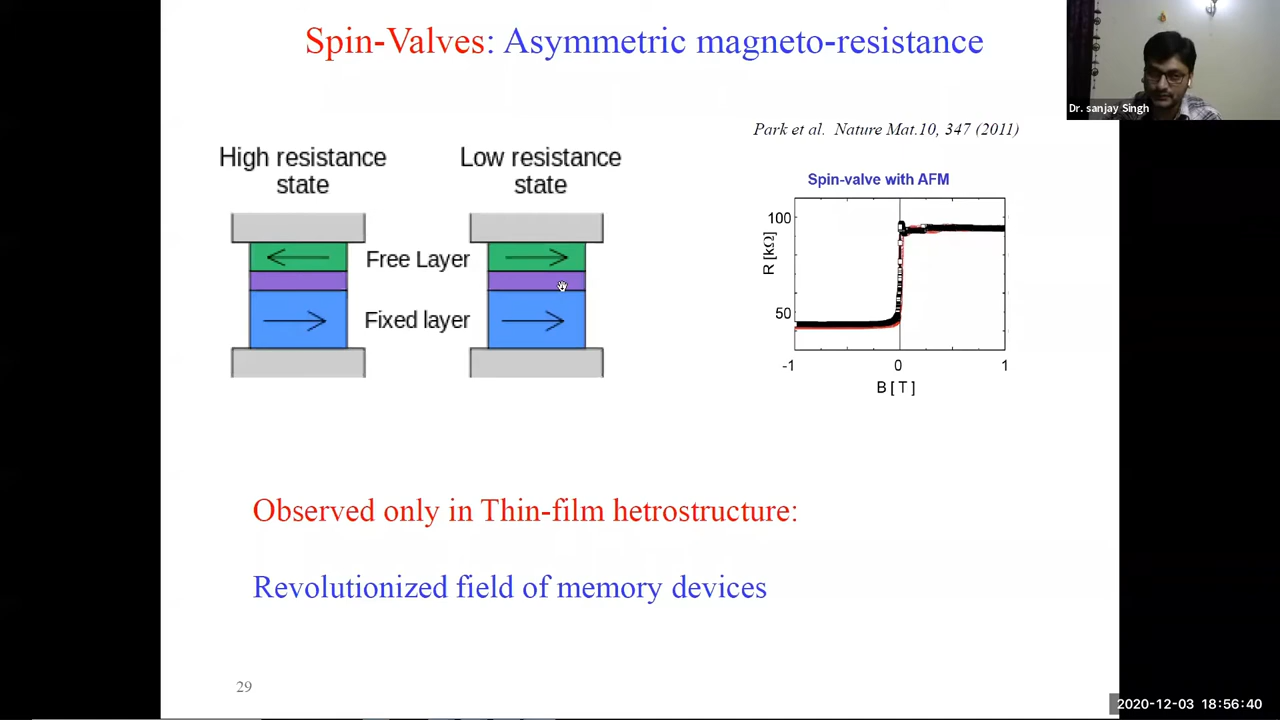 Spin-Valves: Asymmetric magneto-resistance
Dr. sanjay Singh
Park et al. Nature Mat.10, 347 (2011)
High resistance
state
Low resistance
state
Free Layer
Fixed layer
Spin-valve with AFM
100
50
R [kΩ]
-1
0
1
B [ T ]
Observed only in Thin-film hetrostructure:
Revolutionized field of memory devices
29
2020-12-03 18:56:40